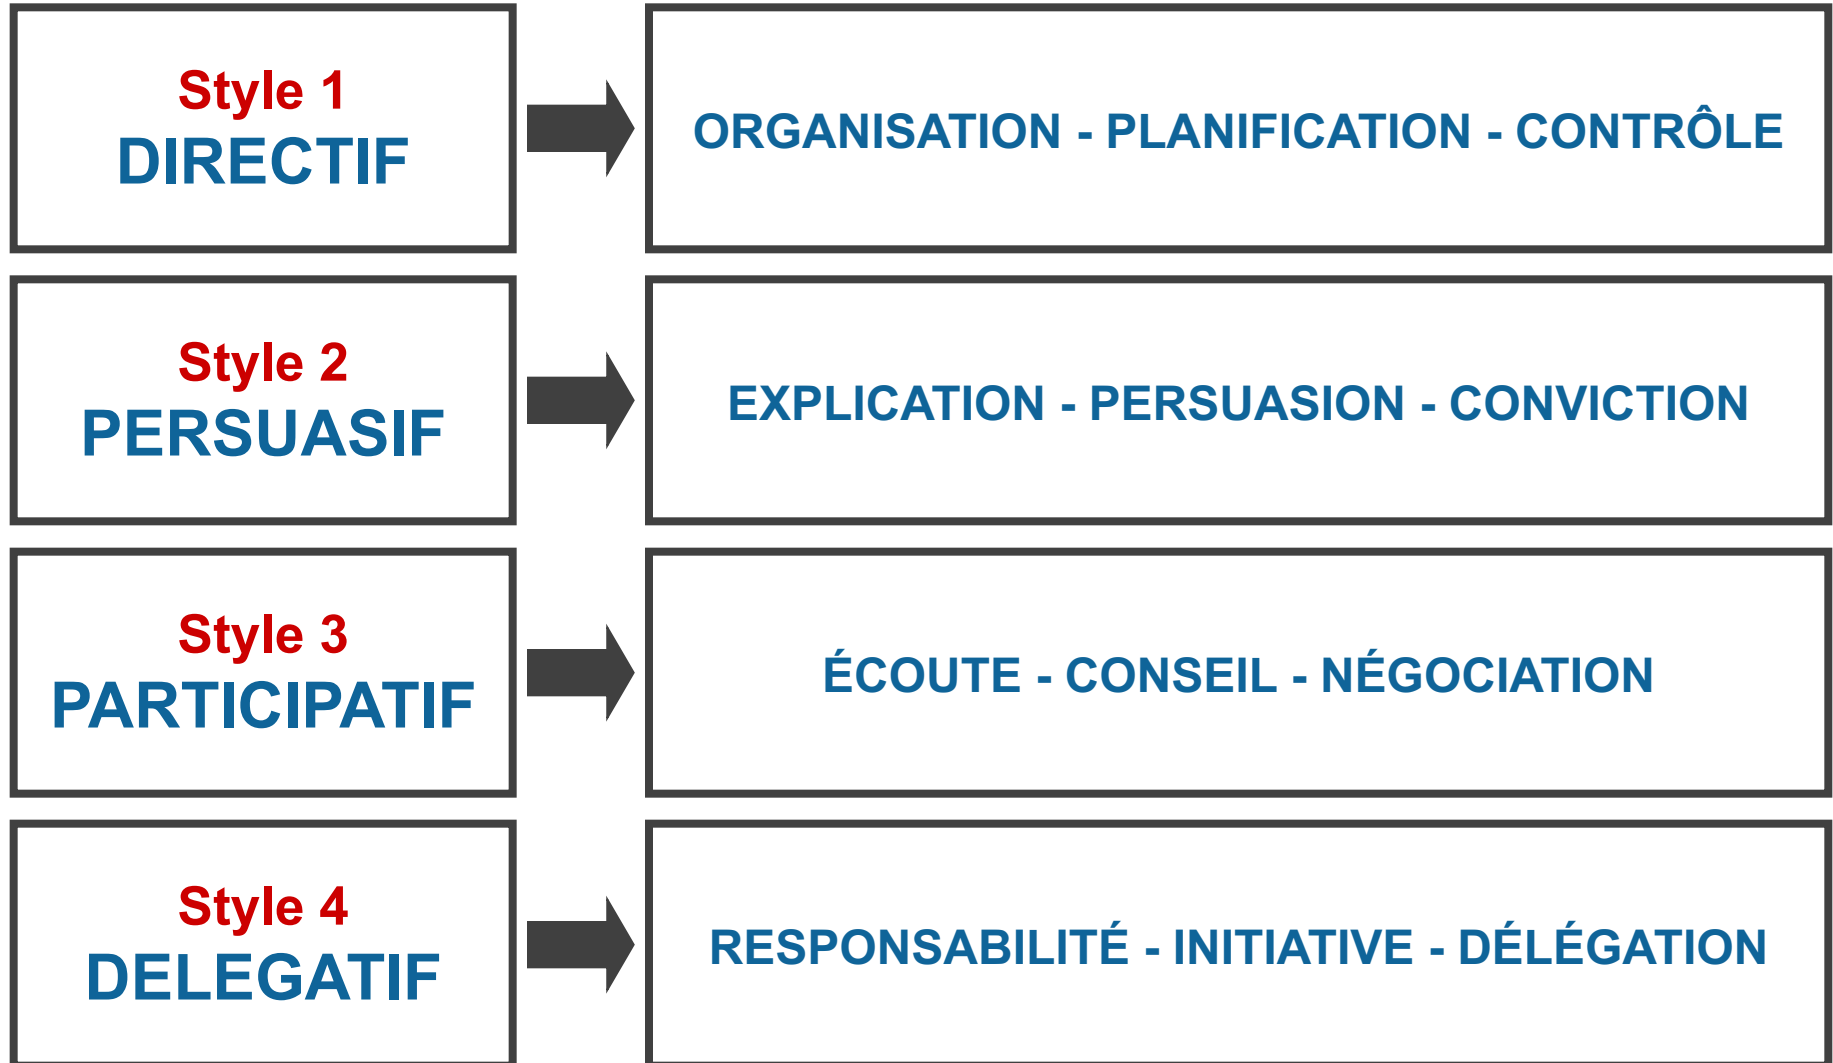 Style 1
DIRECTIF
ORGANISATION - PLANIFICATION - CONTRÔLE
Style 2
PERSUASIF
EXPLICATION - PERSUASION - CONVICTION
Style 3
PARTICIPATIF
ÉCOUTE - CONSEIL - NÉGOCIATION
Style 4
DELEGATIF
RESPONSABILITÉ - INITIATIVE - DÉLÉGATION